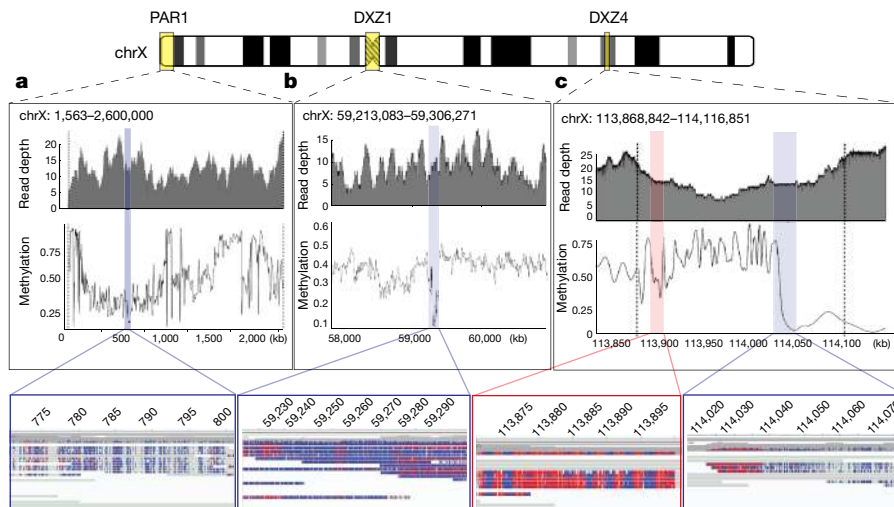 PAR1 DXZ1 DXZ4
chrX
a
chrX: 1,563–2,600,000
Read depth
20
15
10
5
0
Methylation
0.75
0.50
0.25
0 500 1,000 1,500 2,000 (kb)
b
chrX: 59,213,083–59,306,271
Read depth
15
10
5
0
Methylation
0.6
0.5
0.4
0.3
0.2
0.1
58,000 59,000 60,000 (kb)
c
chrX: 113,868,842–114,116,851
Read depth
25
20
15
10
5
0
Methylation
0.75
0.50
0.25
0
113,850 113,900 113,950 114,000 114,050 114,100 (kb)
775 780 785 790 795 800
59,230 59,240 59,250 59,260 59,270 59,280 59,290
113,875 113,880 113,885 113,890 113,895
114,020 114,030 114,040 114,050 114,060